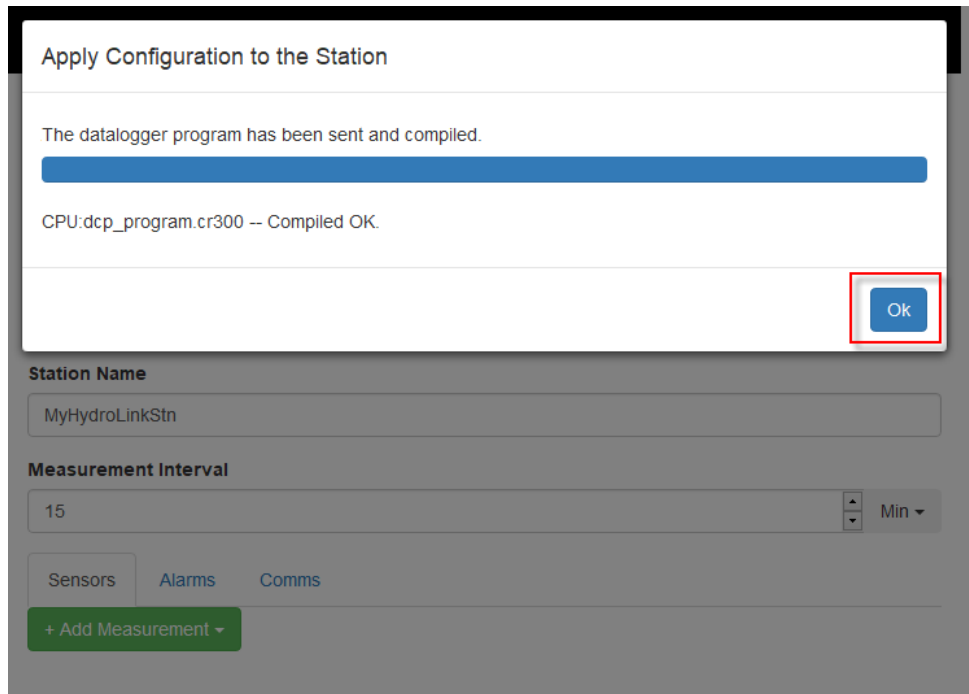 Apply Configuration to the Station
The datalogger program has been sent and compiled.
CPU:dcp_program.cr300 -- Compiled OK.
Ok
Station Name
MyHydroLinkStn
Measurement Interval
15 Min
Sensors Alarms Comms
+ Add Measurement